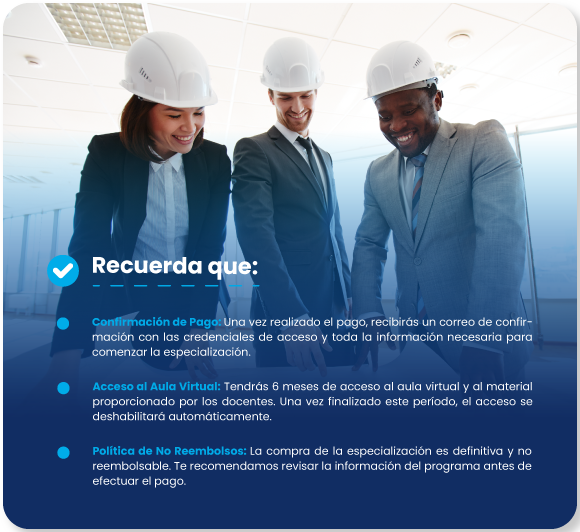 Recuerda que:
Confirmación de Pago: Una vez realizado el pago, recibirás un correo de confir-
mación con las credenciales de acceso y toda la información necesaria para
comenzar la especialización.
Acceso al Aula Virtual: Tendrás 6 meses de acceso al aula virtual y al material
proporcionado por los docentes. Una vez finalizado este período, el acceso se
deshabilitará automáticamente.
Política de No Reembolsos: La compra de la especialización es definitiva y no
reembolsable. Te recomendamos revisar la información del programa antes de
efectuar el pago.